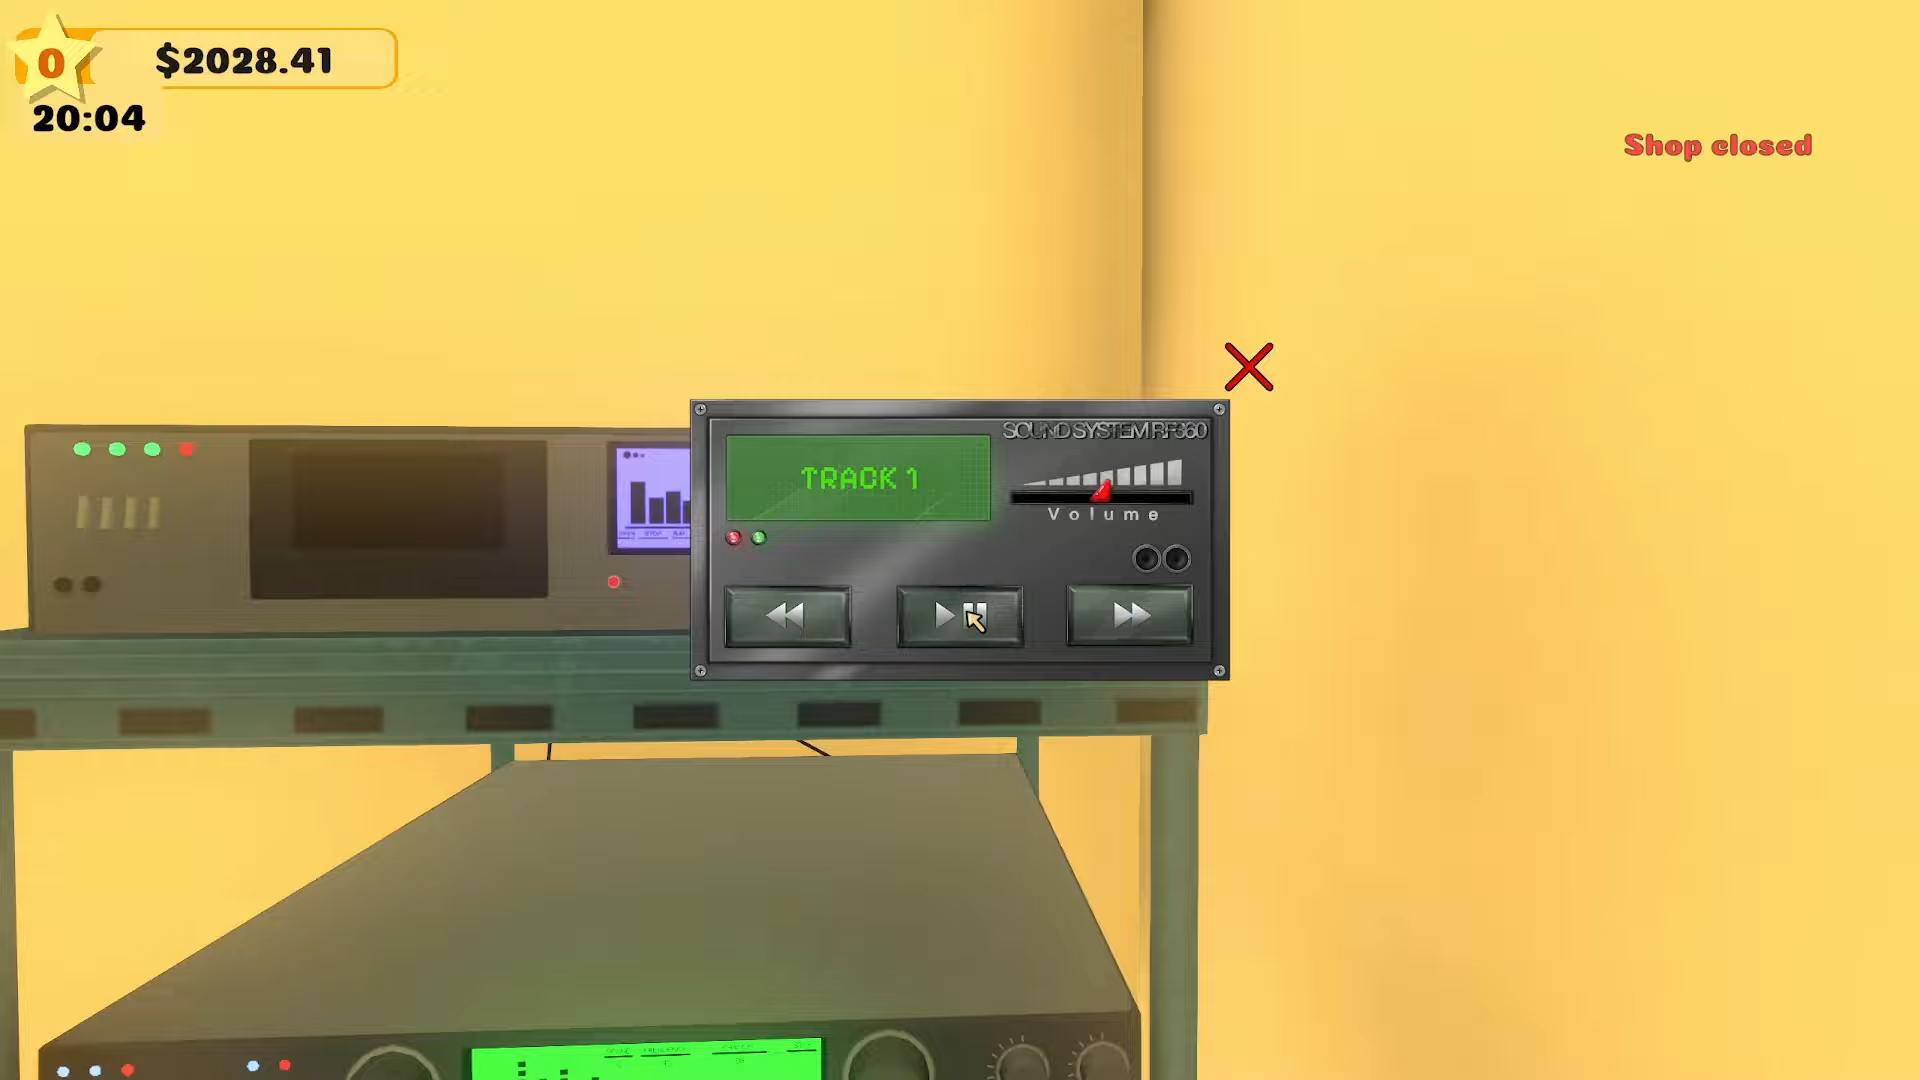 0
$2028.41
20:04
Shop closed
SOUND SYSTEM RF360
TRACK 1
Volume